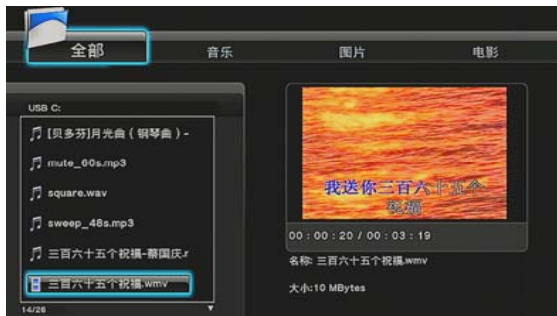 全部
音乐
图片
电影
USB C:
[贝多芬]月光曲 ( 钢琴曲 ) -
mute_60s.mp3
square.wav
sweep_48s.mp3
三百六十五个祝福-蔡国庆.r
三百六十五个祝福.wmv
14/26
我送你三百六十五个
祝福
00 : 00 : 20 / 00 : 03 : 19
名称: 三百六十五个祝福.wmv
大小:10 MBytes